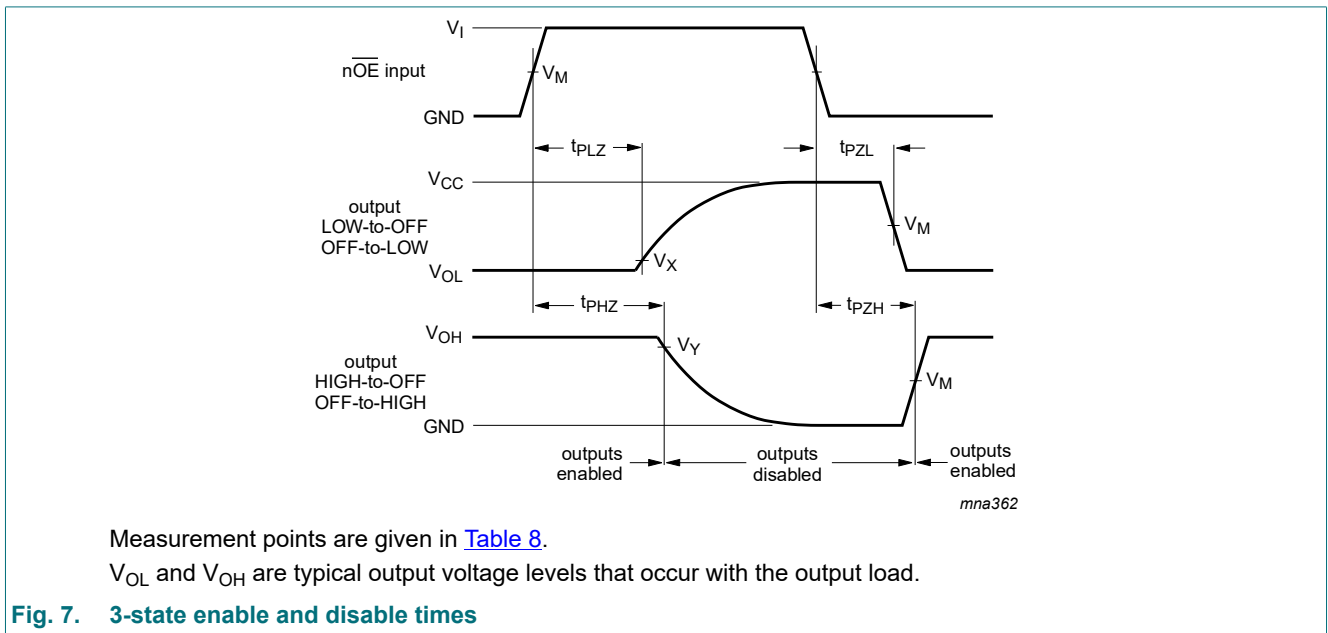 V_I
nO̅E̅ input
V_M
GND
t_PLZ
t_PZL
V_CC
output
LOW-to-OFF
OFF-to-LOW
V_M
V_X
V_OL
t_PHZ
t_PZH
V_OH
V_Y
output
HIGH-to-OFF
OFF-to-HIGH
V_M
GND
outputs
enabled
outputs
disabled
outputs
enabled
mna362
Measurement points are given in Table 8.
V_OL and V_OH are typical output voltage levels that occur with the output load.
Fig. 7. 3-state enable and disable times